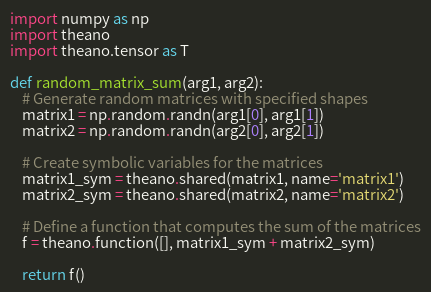 import numpy as np
import theano
import theano.tensor as T

def random_matrix_sum(arg1, arg2):
    # Generate random matrices with specified shapes
    matrix1 = np.random.randn(arg1[0], arg1[1])
    matrix2 = np.random.randn(arg2[0], arg2[1])

    # Create symbolic variables for the matrices
    matrix1_sym = theano.shared(matrix1, name='matrix1')
    matrix2_sym = theano.shared(matrix2, name='matrix2')

    # Define a function that computes the sum of the matrices
    f = theano.function([], matrix1_sym + matrix2_sym)

    return f()